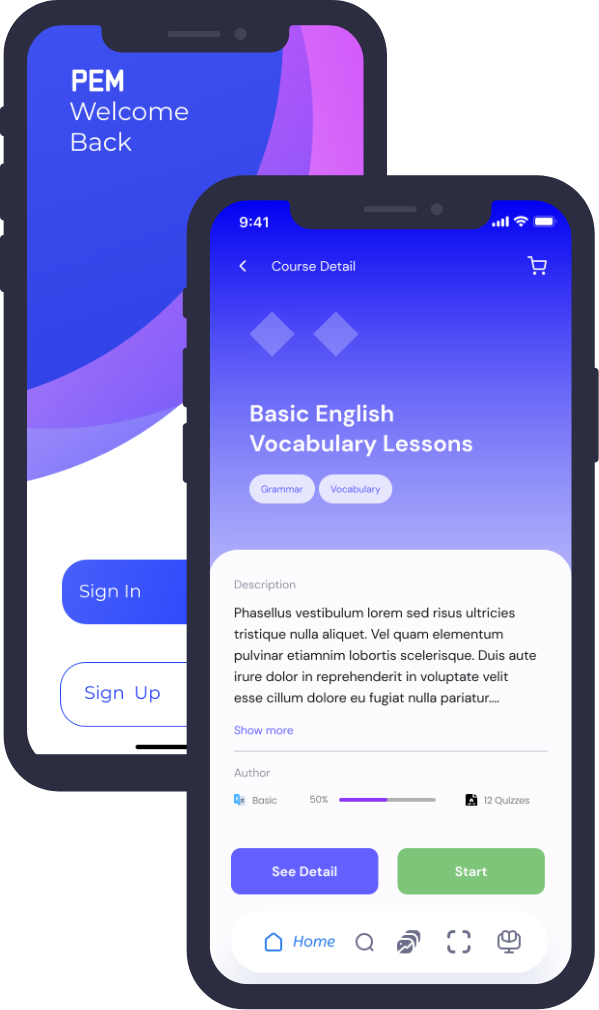 PEM
Welcome
Back
Sign In
Sign Up
9:41
Course Detail
Basic English
Vocabulary Lessons
Grammar
Vocabulary
Description
Phasellus vestibulum lorem sed risus ultricies
tristique nulla aliquet. Vel quam elementum
pulvinar etiamnim lobortis scelerisque. Duis aute
irure dolor in reprehenderit in voluptate velit
esse cillum dolore eu fugiat nulla pariatur....
Show more
Author
Basic
50%
12 Quizzes
See Detail
Start
Home